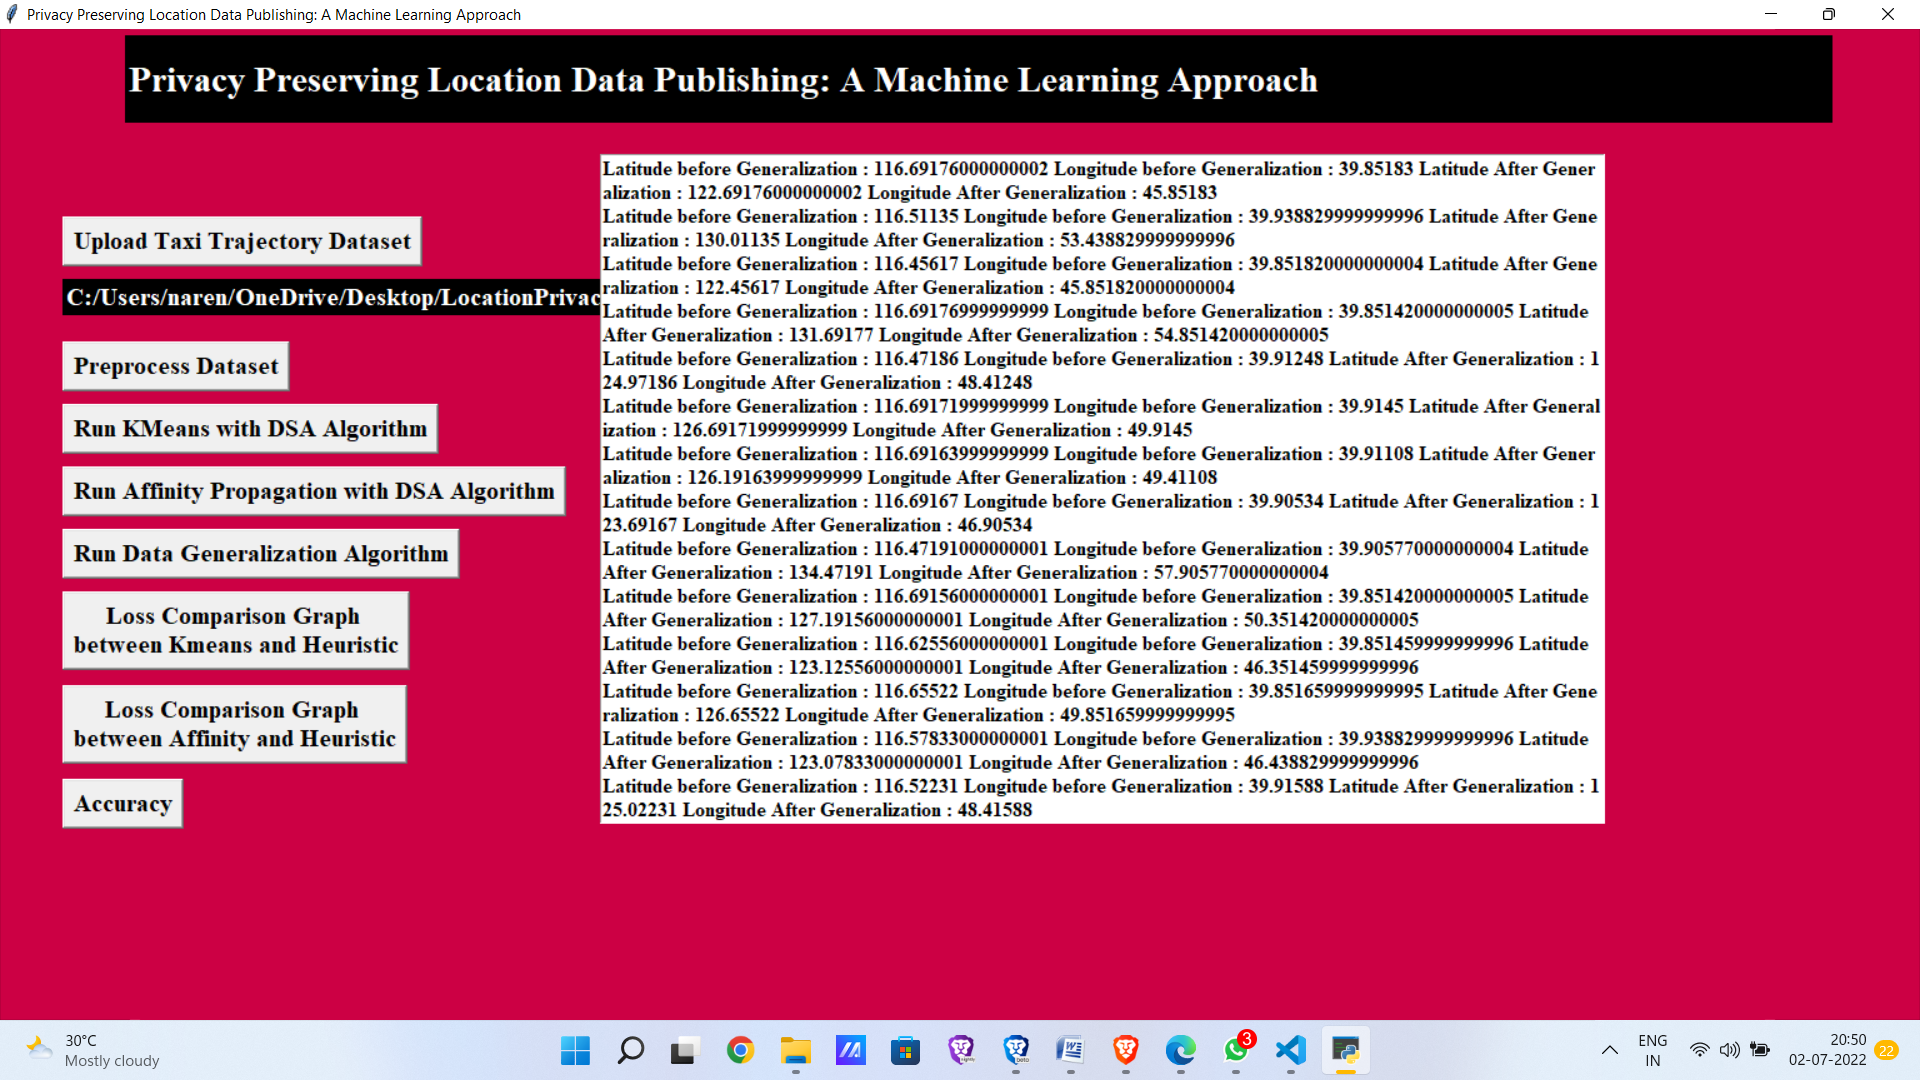 Privacy Preserving Location Data Publishing: A Machine Learning Approach
Privacy Preserving Location Data Publishing: A Machine Learning Approach
Upload Taxi Trajectory Dataset
C:/Users/naren/OneDrive/Desktop/LocationPrivac
Preprocess Dataset
Run KMeans with DSA Algorithm
Run Affinity Propagation with DSA Algorithm
Run Data Generalization Algorithm
Loss Comparison Graph
between Kmeans and Heuristic
Loss Comparison Graph
between Affinity and Heuristic
Accuracy
Latitude before Generalization : 116.69176000000002 Longitude before Generalization : 39.85183 Latitude After Gener
alization : 122.69176000000002 Longitude After Generalization : 45.85183
Latitude before Generalization : 116.51135 Longitude before Generalization : 39.938829999999996 Latitude After Gene
ralization : 130.01135 Longitude After Generalization : 53.438829999999996
Latitude before Generalization : 116.45617 Longitude before Generalization : 39.851820000000004 Latitude After Gene
ralization : 122.45617 Longitude After Generalization : 45.851820000000004
Latitude before Generalization : 116.69176999999999 Longitude before Generalization : 39.851420000000005 Latitude
After Generalization : 131.69177 Longitude After Generalization : 54.851420000000005
Latitude before Generalization : 116.47186 Longitude before Generalization : 39.91248 Latitude After Generalization : 1
24.97186 Longitude After Generalization : 48.41248
Latitude before Generalization : 116.69171999999999 Longitude before Generalization : 39.9145 Latitude After General
ization : 126.69171999999999 Longitude After Generalization : 49.9145
Latitude before Generalization : 116.69163999999999 Longitude before Generalization : 39.91108 Latitude After Gener
alization : 126.19163999999999 Longitude After Generalization : 49.41108
Latitude before Generalization : 116.69167 Longitude before Generalization : 39.90534 Latitude After Generalization : 1
23.69167 Longitude After Generalization : 46.90534
Latitude before Generalization : 116.47191000000001 Longitude before Generalization : 39.905770000000004 Latitude
After Generalization : 134.47191 Longitude After Generalization : 57.905770000000004
Latitude before Generalization : 116.69156000000001 Longitude before Generalization : 39.851420000000005 Latitude
After Generalization : 127.19156000000001 Longitude After Generalization : 50.351420000000005
Latitude before Generalization : 116.62556000000001 Longitude before Generalization : 39.851459999999996 Latitude
After Generalization : 123.12556000000001 Longitude After Generalization : 46.351459999999996
Latitude before Generalization : 116.65522 Longitude before Generalization : 39.851659999999995 Latitude After Gene
ralization : 126.65522 Longitude After Generalization : 49.851659999999995
Latitude before Generalization : 116.57833000000001 Longitude before Generalization : 39.938829999999996 Latitude
After Generalization : 123.07833000000001 Longitude After Generalization : 46.438829999999996
Latitude before Generalization : 116.52231 Longitude before Generalization : 39.91588 Latitude After Generalization : 1
25.02231 Longitude After Generalization : 48.41588
30°C
Mostly cloudy
3
ENG
IN
20:50
02-07-2022
22